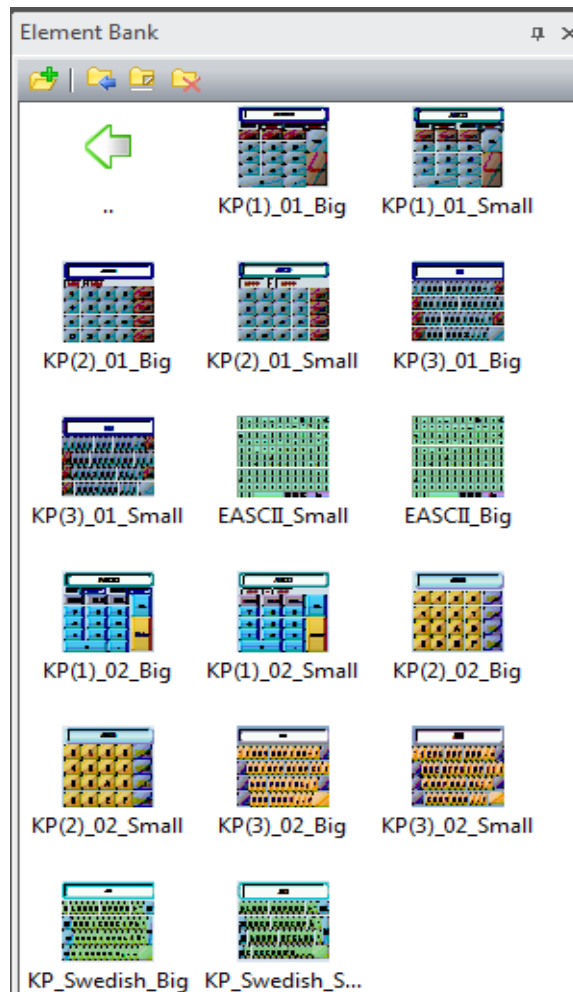 Element Bank
..
KP(1)_01_Big KP(1)_01_Small
KP(2)_01_Big KP(2)_01_Small KP(3)_01_Big
KP(3)_01_Small EASCII_Small EASCII_Big
KP(1)_02_Big KP(1)_02_Small KP(2)_02_Big
KP(2)_02_Small KP(3)_02_Big KP(3)_02_Small
KP_Swedish_Big KP_Swedish_S...